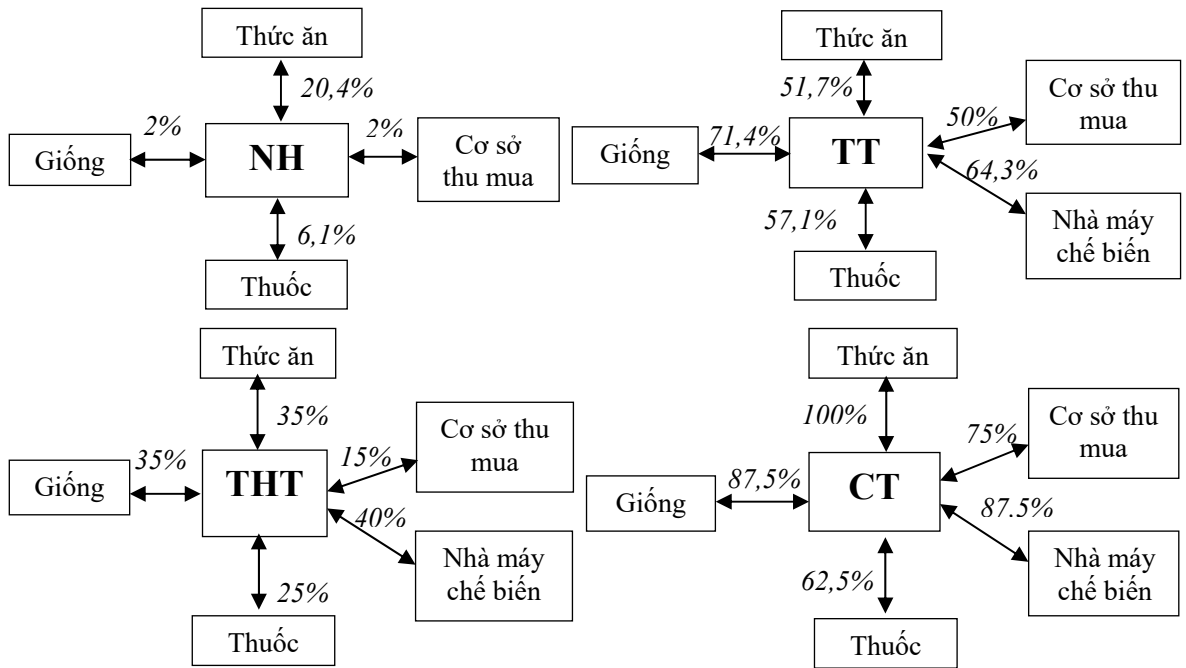 Thức ăn
20,4%
2%
2%
Giống
NH
Cơ sở
thu mua
6,1%
Thuốc
Thức ăn
51,7%
Cơ sở thu
mua
50%
71,4%
Giống
TT
64,3%
57,1%
Nhà máy
chế biến
Thuốc
Thức ăn
35%
Cơ sở thu
mua
15%
35%
Giống
THT
40%
Nhà máy
chế biến
25%
Thuốc
Thức ăn
100%
Cơ sở thu
mua
75%
87,5%
Giống
CT
87.5%
Nhà máy
chế biến
62,5%
Thuốc